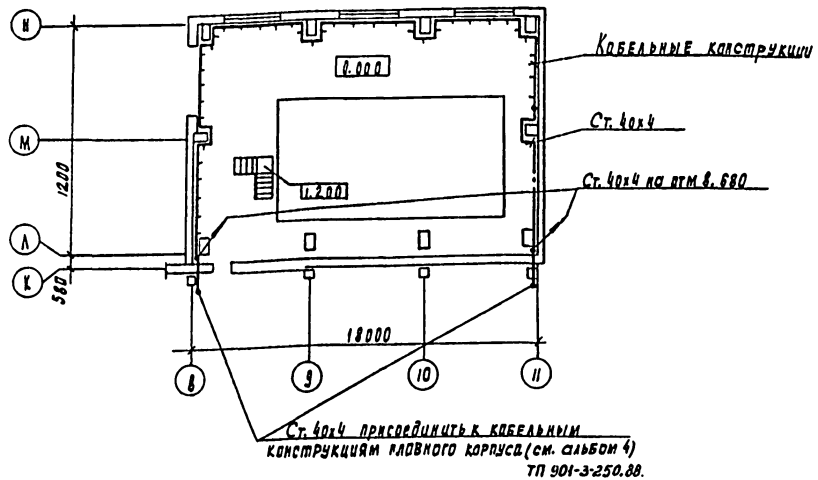 И
М
Л
К
1200
580
0.000
1.200
Кабельные конструкции
Ст. 40х4
Ст. 40х4 на отм 8.680
18000
8
9
10
11
Ст. 40х4 присоединить к кабельным
конструкциям главного корпуса (см. альбом 4)
ТП 901-3-250.88.